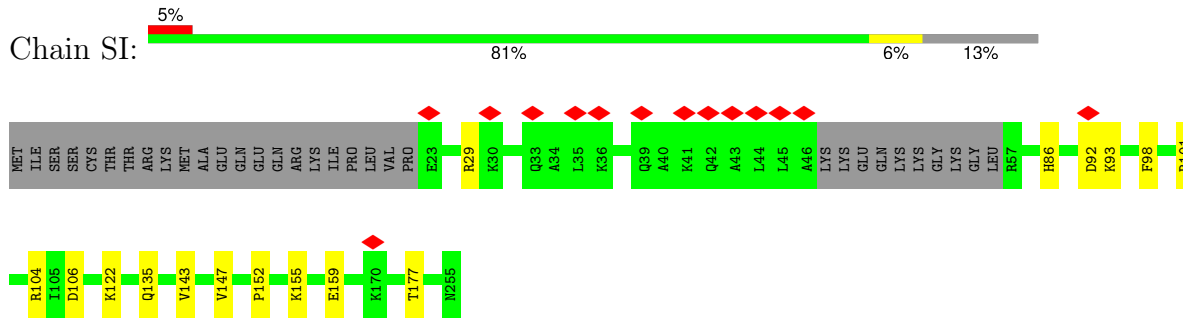 5%
Chain SI:
81% 6% 13%
MET ILE SER SER CYS THR THR ARG LYS MET ALA GLU GLN GLU GLN ARG LYS ILE PRO LEU VAL PRO E23 R29 K30 Q33 A34 L35 K36 Q39 A40 K41 Q42 A43 L44 L45 A46 LYS LYS GLU GLN LYS LYS GLY LYS GLY LEU R57 H86 D92 K93 F98
R104 I105 D106 K122 Q135 V143 V147 P152 K155 E159 K170 T177 N255